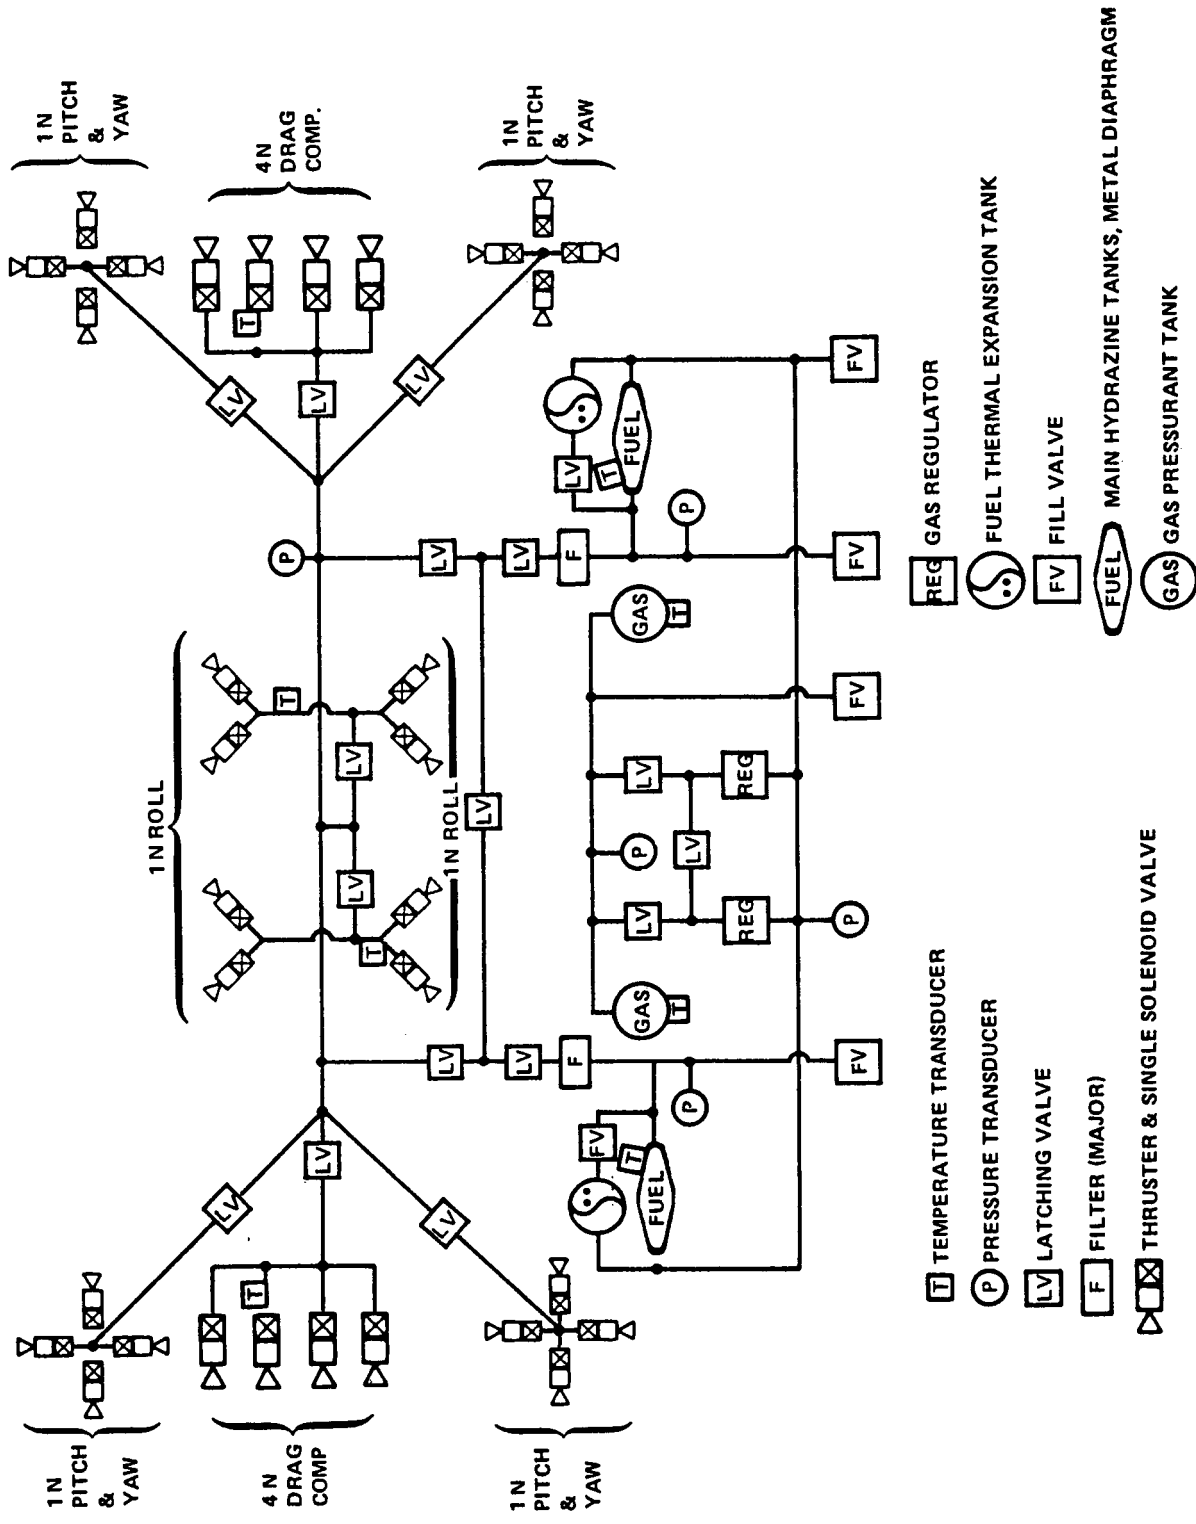 1N
PITCH
&
YAW
1N ROLL
1N
PITCH
&
YAW
4N
DRAG
COMP
T
LV
LV
T
LV
T
LV
P
LV
LV
T
4N
DRAG
COMP.
1N
PITCH
&
YAW
LV
LV
1N ROLL
LV
LV
1N
PITCH
&
YAW
LV
LV
LV
F
F
FV
T
FUEL
P
GAS
T
LV
P
LV
GAS
T
LV
T
FUEL
P
LV
REG
REG
FV
P
FV
FV
FV
T TEMPERATURE TRANSDUCER
P PRESSURE TRANSDUCER
LV LATCHING VALVE
F FILTER (MAJOR)
THRUSTER & SINGLE SOLENOID VALVE
REG GAS REGULATOR
FUEL THERMAL EXPANSION TANK
FV FILL VALVE
FUEL MAIN HYDRAZINE TANKS, METAL DIAPHRAGM
GAS GAS PRESSURANT TANK